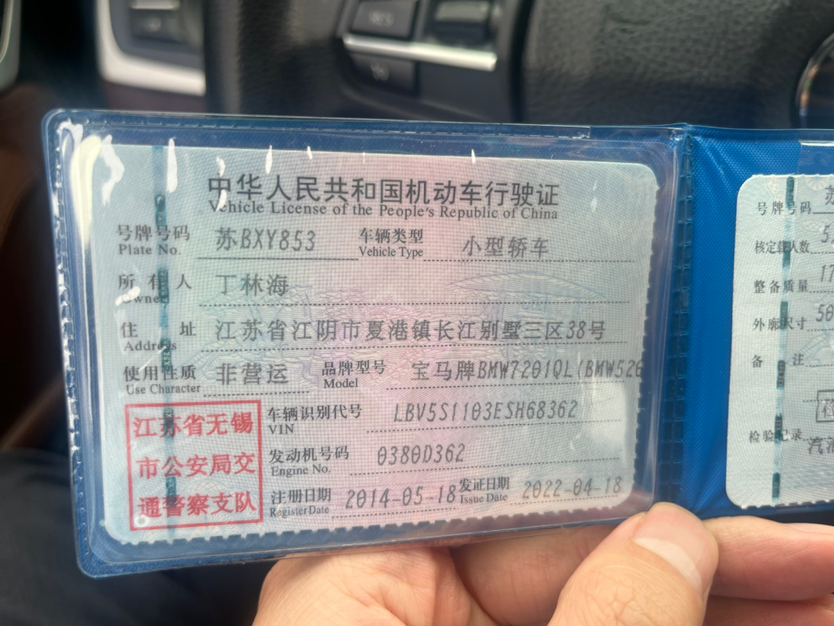 中华人民共和国机动车行驶证
Vehicle License of the People's Republic of China
号牌号码 苏BXY853 车辆类型 小型轿车
Plate No. Vehicle Type
所有人 丁林海
Owner
住址 江苏省江阴市夏港镇长江别墅三区38号
Address
使用性质 非营运 品牌型号 宝马牌BMW7201QL(BMW526
Use Character Model
江苏省无锡
市公安局交
通警察支队
车辆识别代号 LBV5S1103ESH68362
VIN
发动机号码 0380D362
Engine No.
注册日期 2014-05-18 发证日期 2022-04-18
Register Date Issue Date
号牌号码
核定载人数 5
整备质量 17
外廓尺寸 50
备注
检验记录